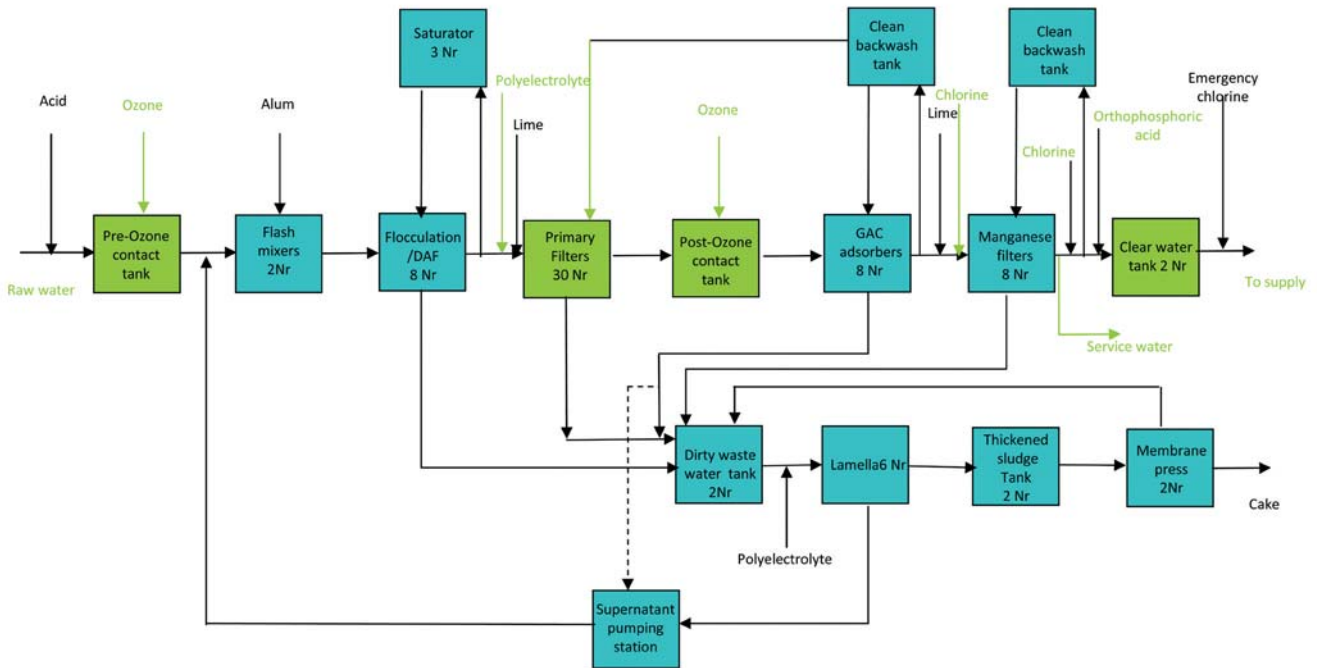 Saturator
3 Nr
Clean
backwash
tank
Clean
backwash
tank
Polyelectrolyte
Emergency
chlorine
Acid
Ozone
Alum
Lime
Ozone
Chlorine
Lime
Orthophosphoric
acid
Chlorine
Pre-Ozone
contact
tank
Flash
mixers
2Nr
Flocculation
/DAF
8 Nr
Primary
Filters
30 Nr
Post-Ozone
contact
tank
GAC
adsorbers
8 Nr
Manganese
filters
8 Nr
Clear water
tank 2 Nr
Raw water
To supply
Service water
Dirty waste
water tank
2Nr
Lamella6 Nr
Thickened
sludge
Tank
2 Nr
Membrane
press
2Nr
Cake
Polyelectrolyte
Supernatant
pumping
station